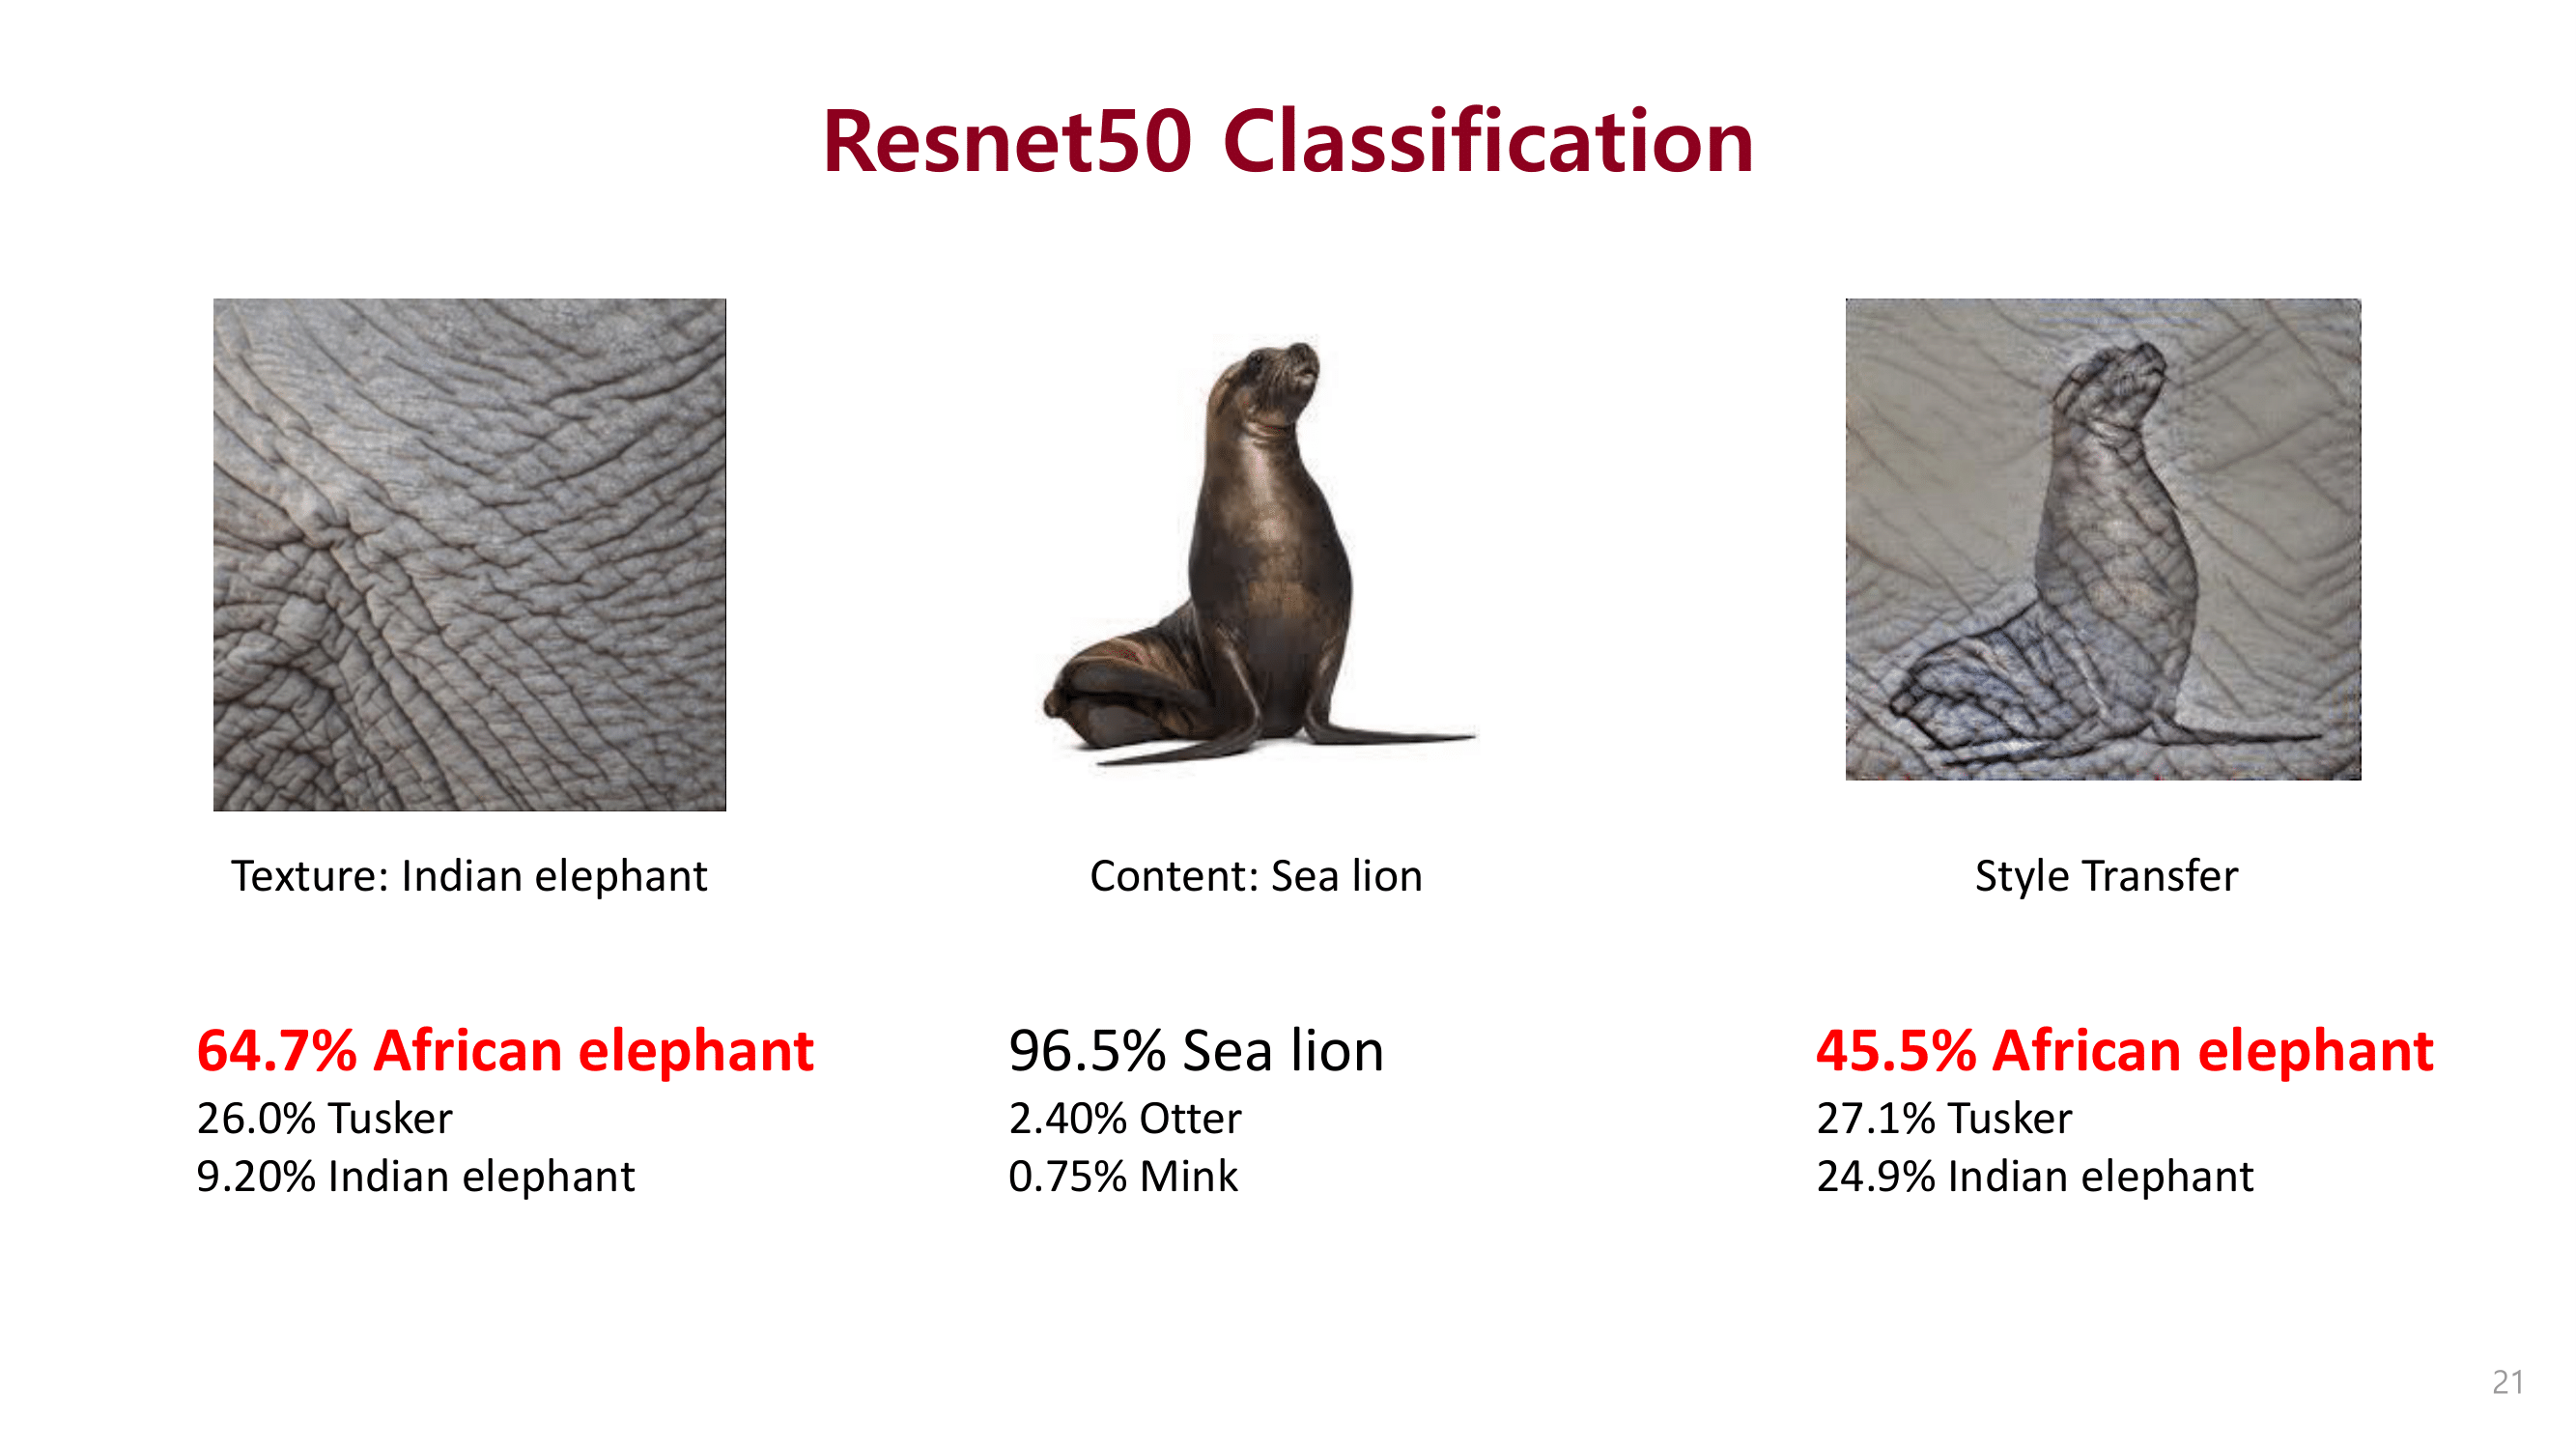 Resnet50 Classification
Texture: Indian elephant
Content: Sea lion
Style Transfer
64.7% African elephant
26.0% Tusker
9.20% Indian elephant
96.5% Sea lion
2.40% Otter
0.75% Mink
45.5% African elephant
27.1% Tusker
24.9% Indian elephant
21